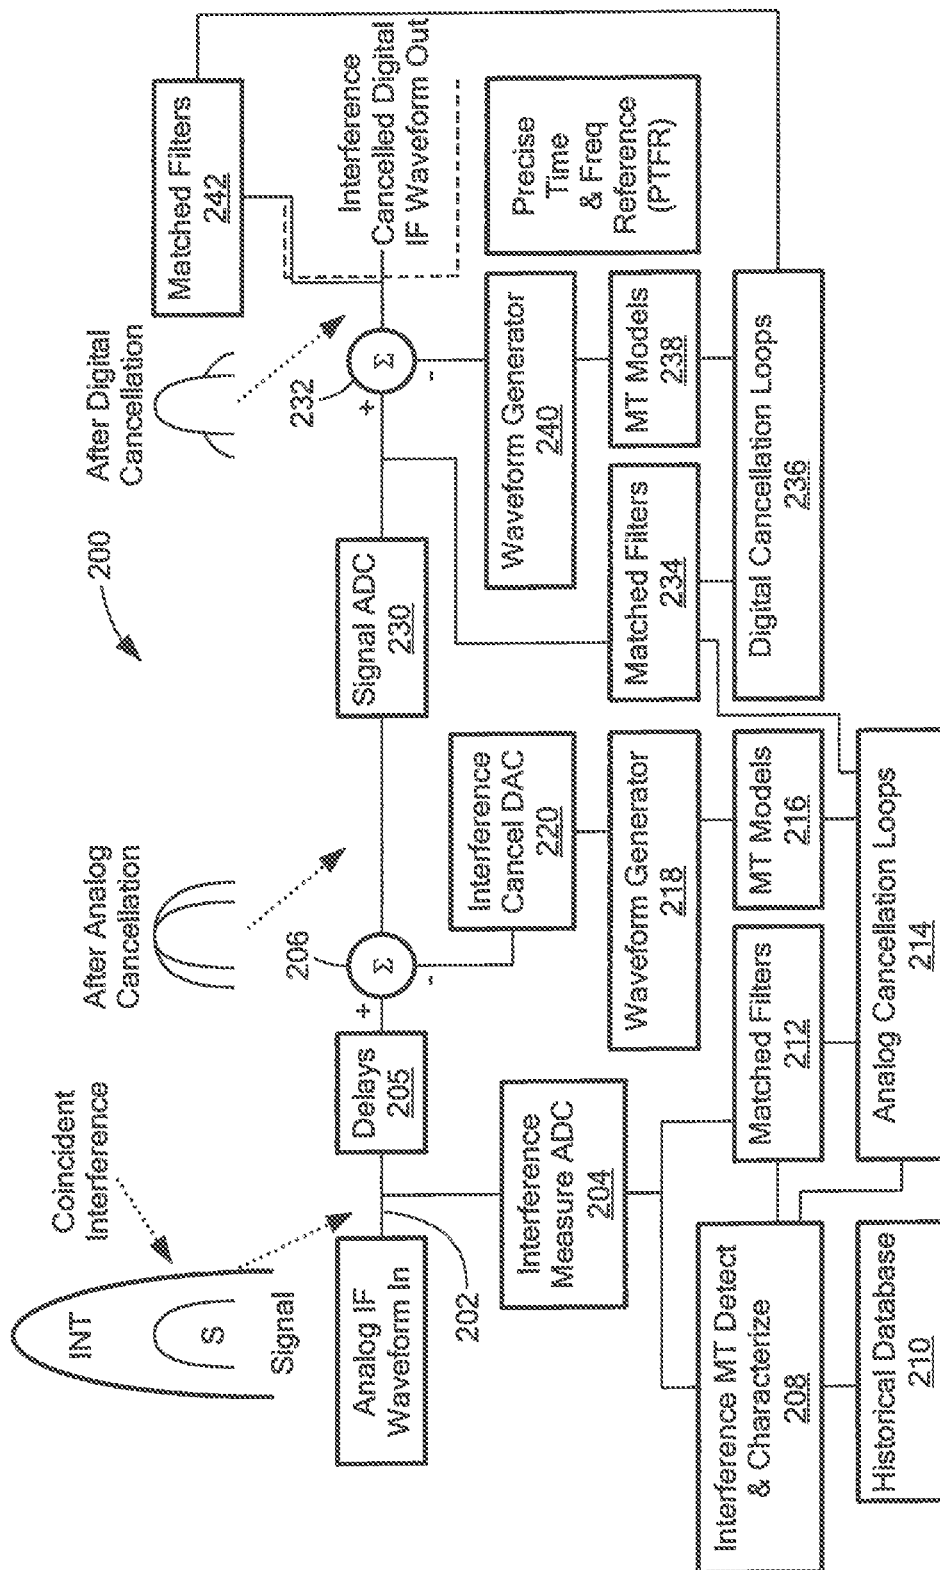 200
Coincident
Interference
INT
S
Signal
After Analog
Cancellation
After Digital
Cancellation
Analog IF
Waveform In
202
Delays
205
+
Σ
-
206
Signal ADC
230
+
Σ
-
232
Interference
Cancelled Digital
IF Waveform Out
Matched Filters
242
Interference
Measure ADC
204
Interference
Cancel DAC
220
Waveform Generator
240
Precise
Time
& Freq
Reference
(PTFR)
Waveform Generator
218
Matched Filters
234
MT Models
238
Interference MT Detect
& Characterize
208
Matched Filters
212
MT Models
216
Digital Cancellation Loops
236
Historical Database
210
Analog Cancellation Loops
214